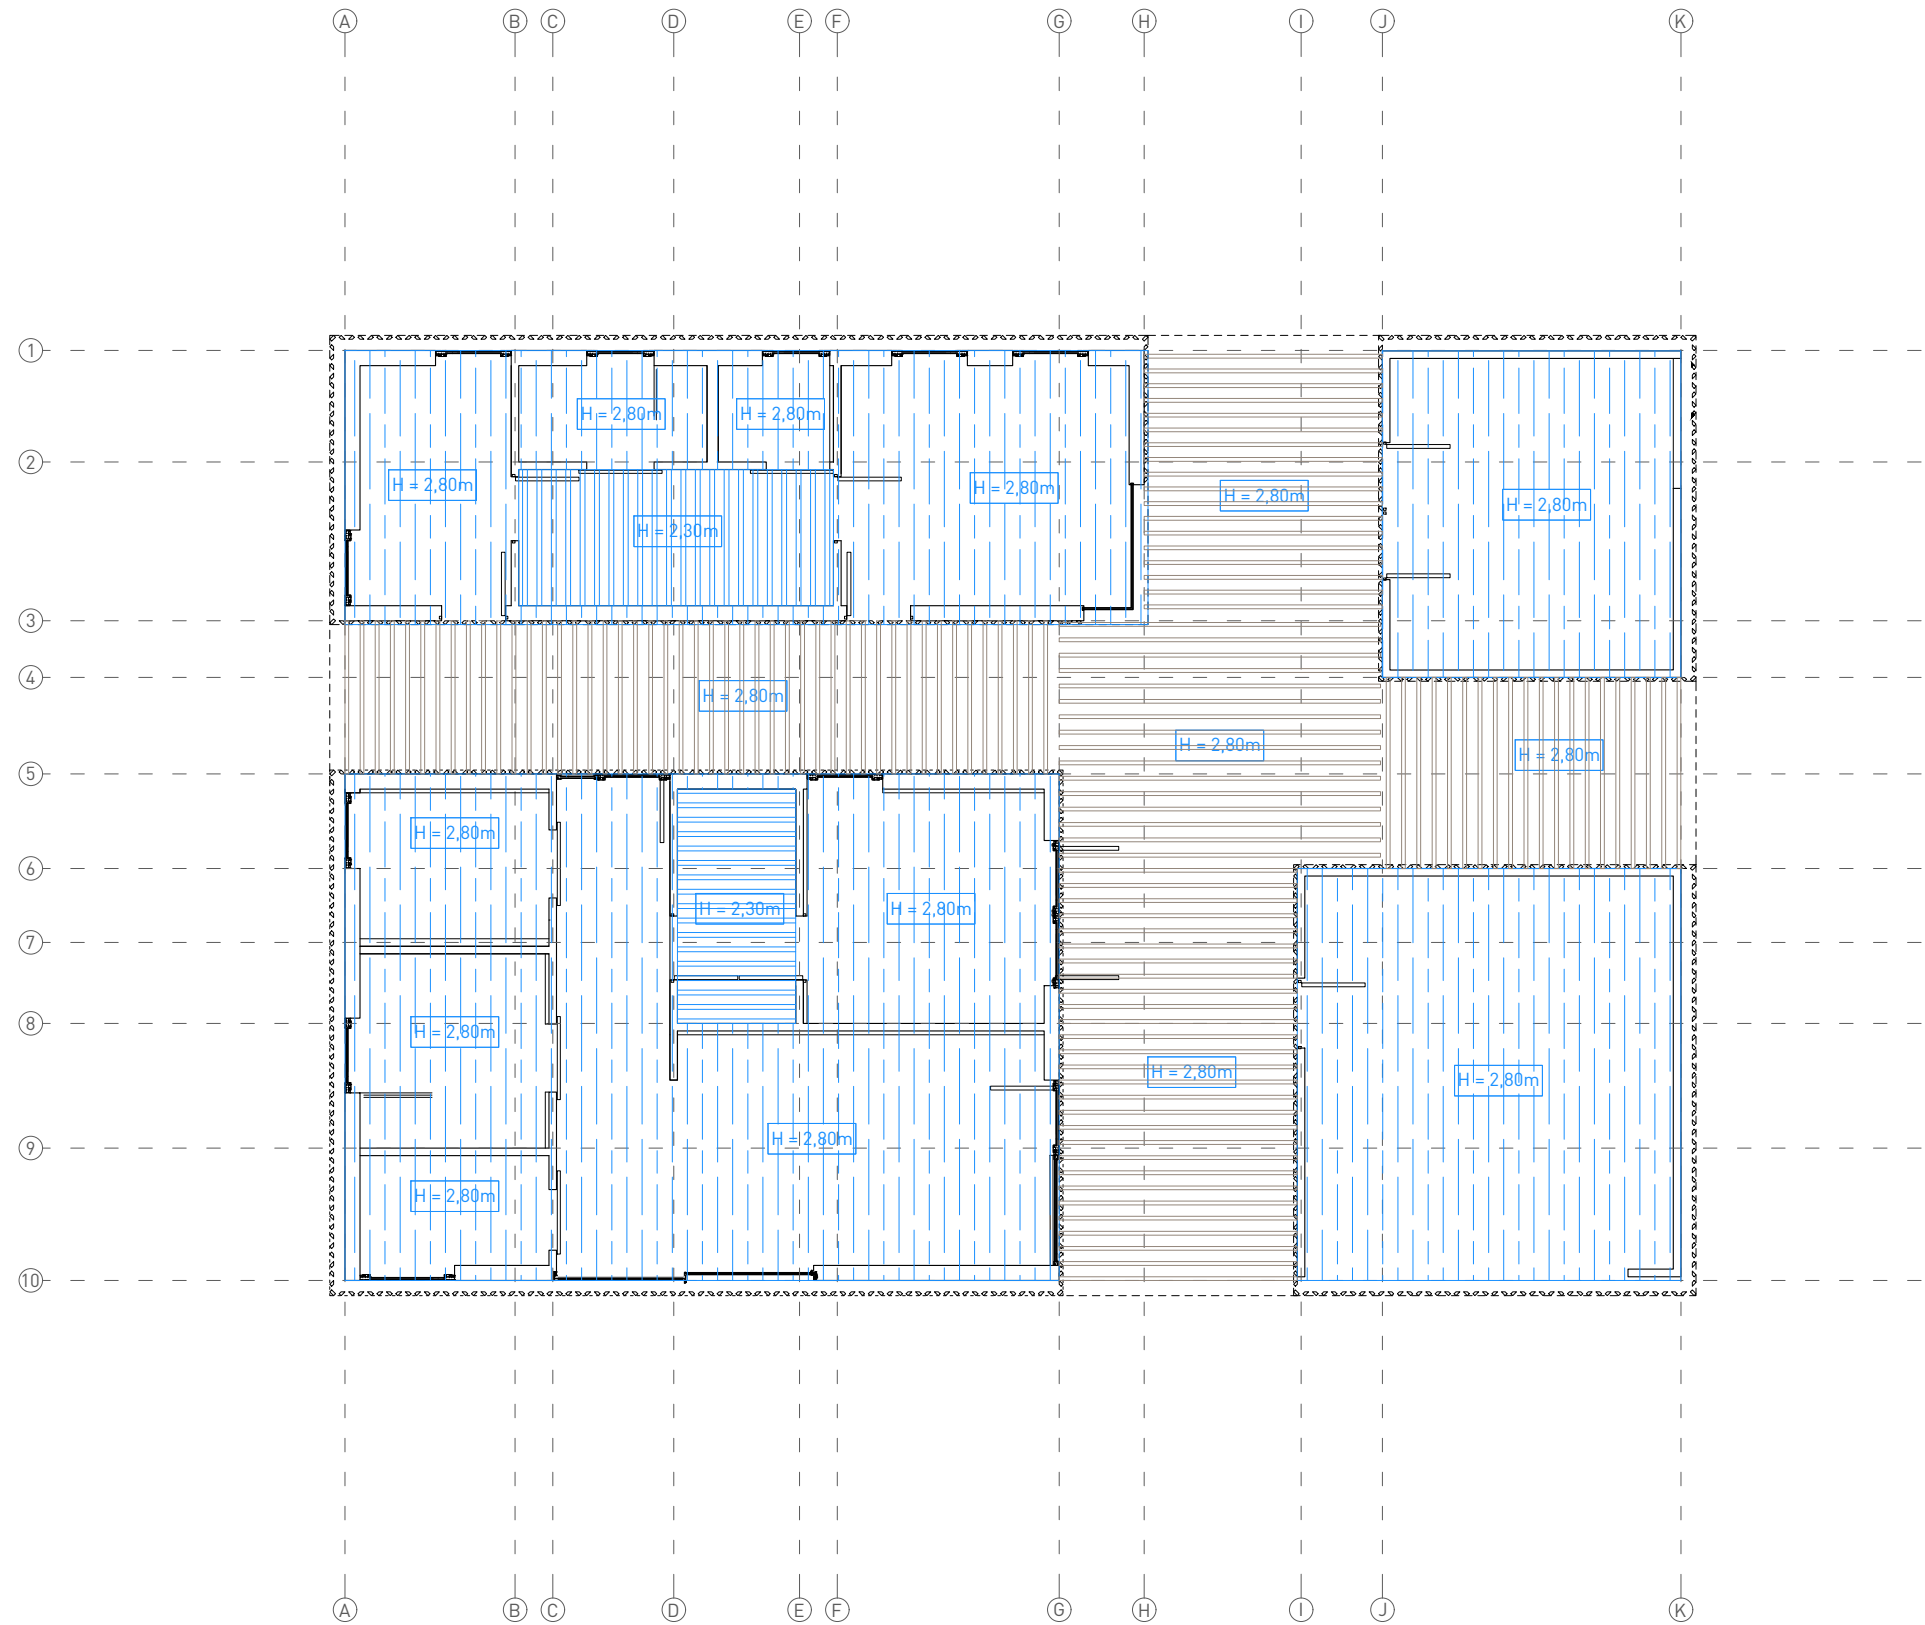 A B C D E F G H I J K
1
H = 2,80m H = 2,80m
2
H = 2,80m H = 2,80m H = 2,80m H = 2,80m
H = 2,30m
3
4
H = 2,80m
H = 2,80m H = 2,80m
5
H = 2,80m
6
H = 2,30m H = 2,80m
7
8
H = 2,80m
H = 2,80m H = 2,80m
9
H = 2,80m
H = 2,80m
10
A B C D E F G H I J K